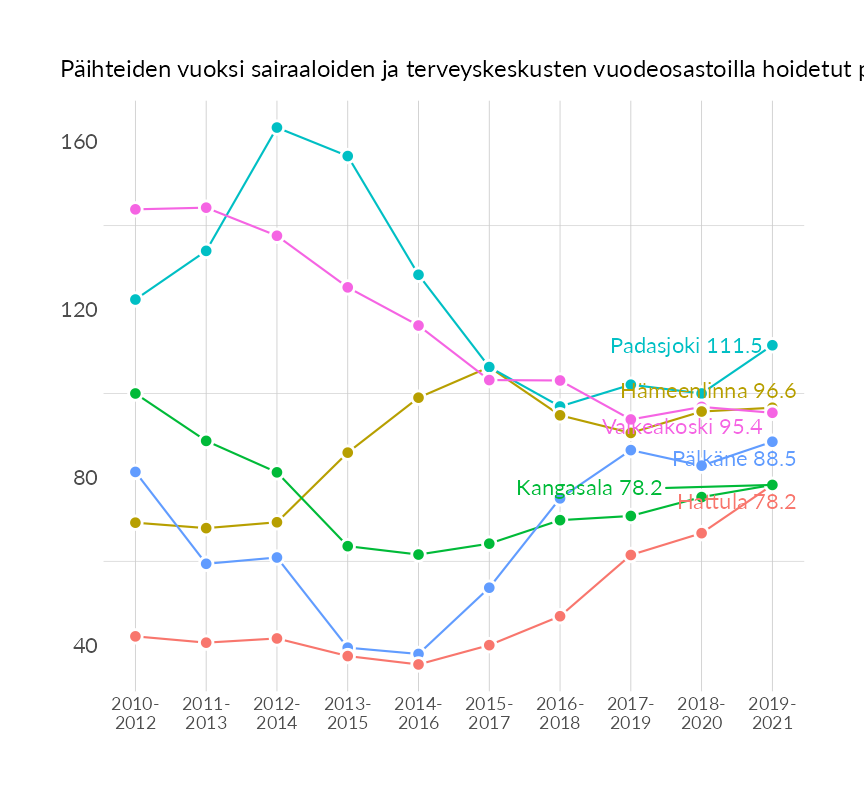 Päihteiden vuoksi sairaaloiden ja terveyskeskusten vuodeosastoilla hoidetut
160
120
80
40
Padasjoki 111.5
Hämeenlinna 96.6
Valkeakoski 95.4
Pälkäne 88.5
Kangasala 78.2
Hattula 78.2
2010- 2011- 2012- 2013- 2014- 2015- 2016- 2017- 2018- 2019-
2012 2013 2014 2015 2016 2017 2018 2019 2020 2021